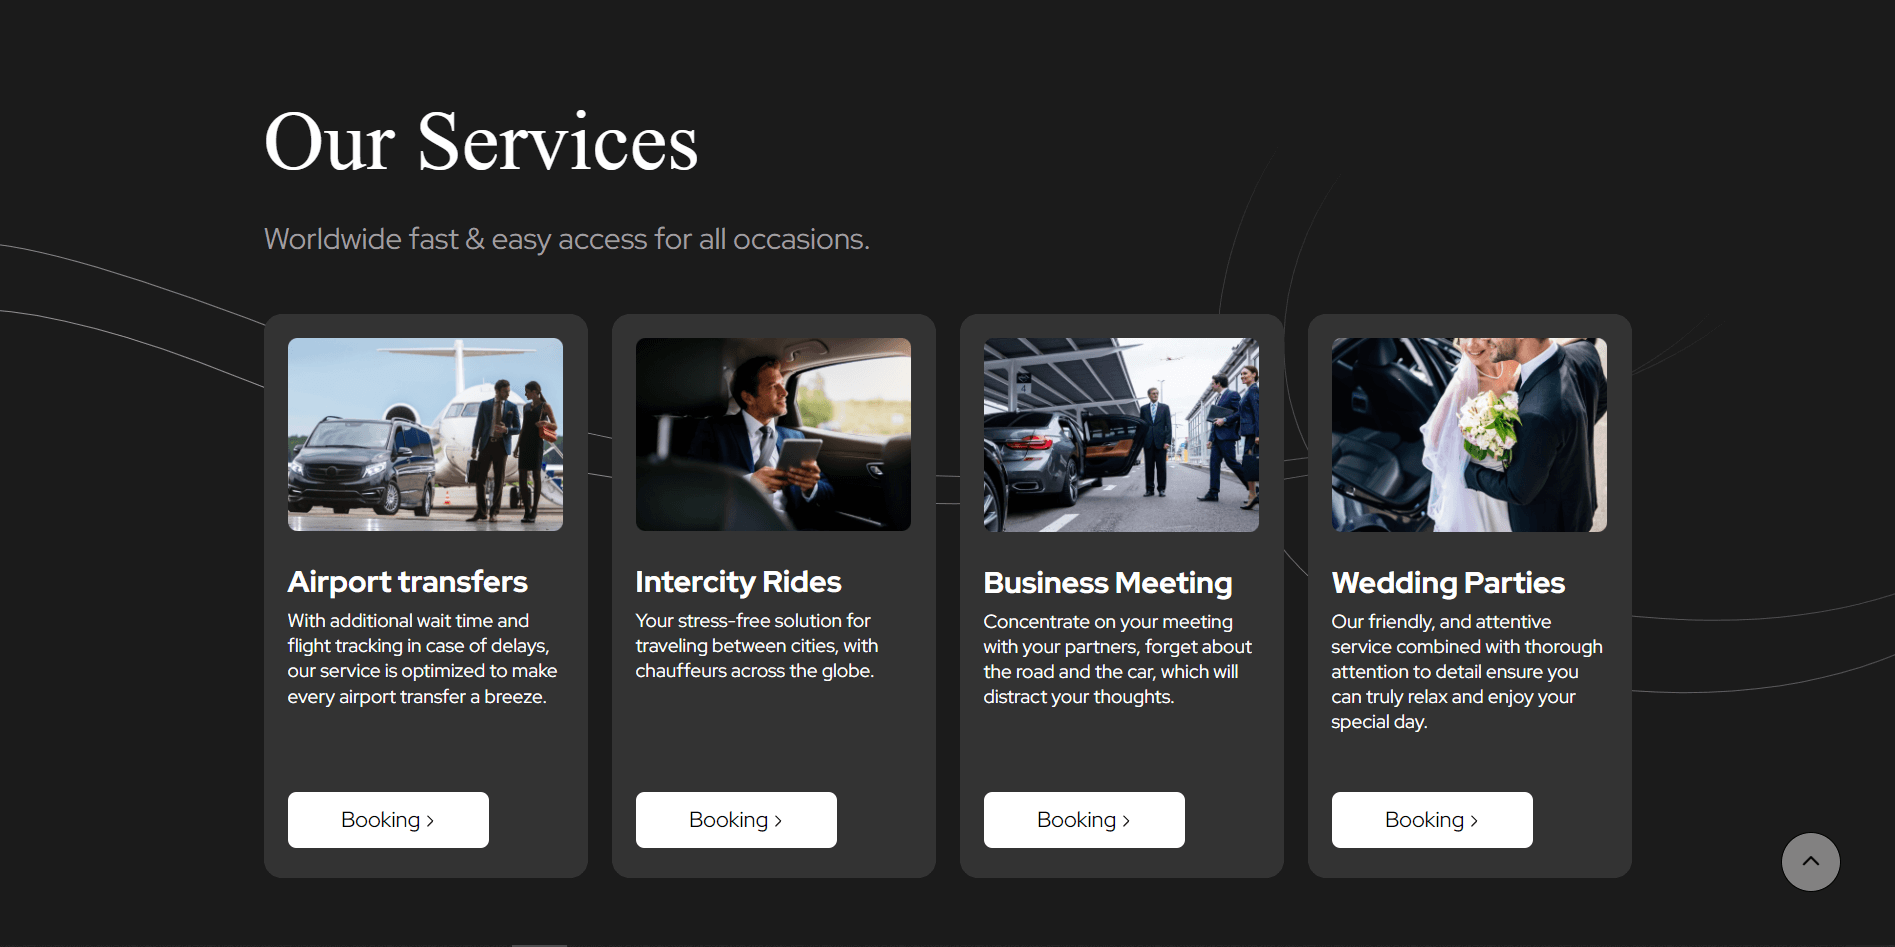 Our Services
Worldwide fast & easy access for all occasions.
4
Airport transfers
With additional wait time and
flight tracking in case of delays,
our service is optimized to make
every airport transfer a breeze.
Booking >
Intercity Rides
Your stress-free solution for
traveling between cities, with
chauffeurs across the globe.
Booking >
Business Meeting
Concentrate on your meeting
with your partners, forget about
the road and the car, which will
distract your thoughts.
Booking >
Wedding Parties
Our friendly, and attentive
service combined with thorough
attention to detail ensure you
can truly relax and enjoy your
special day.
Booking >